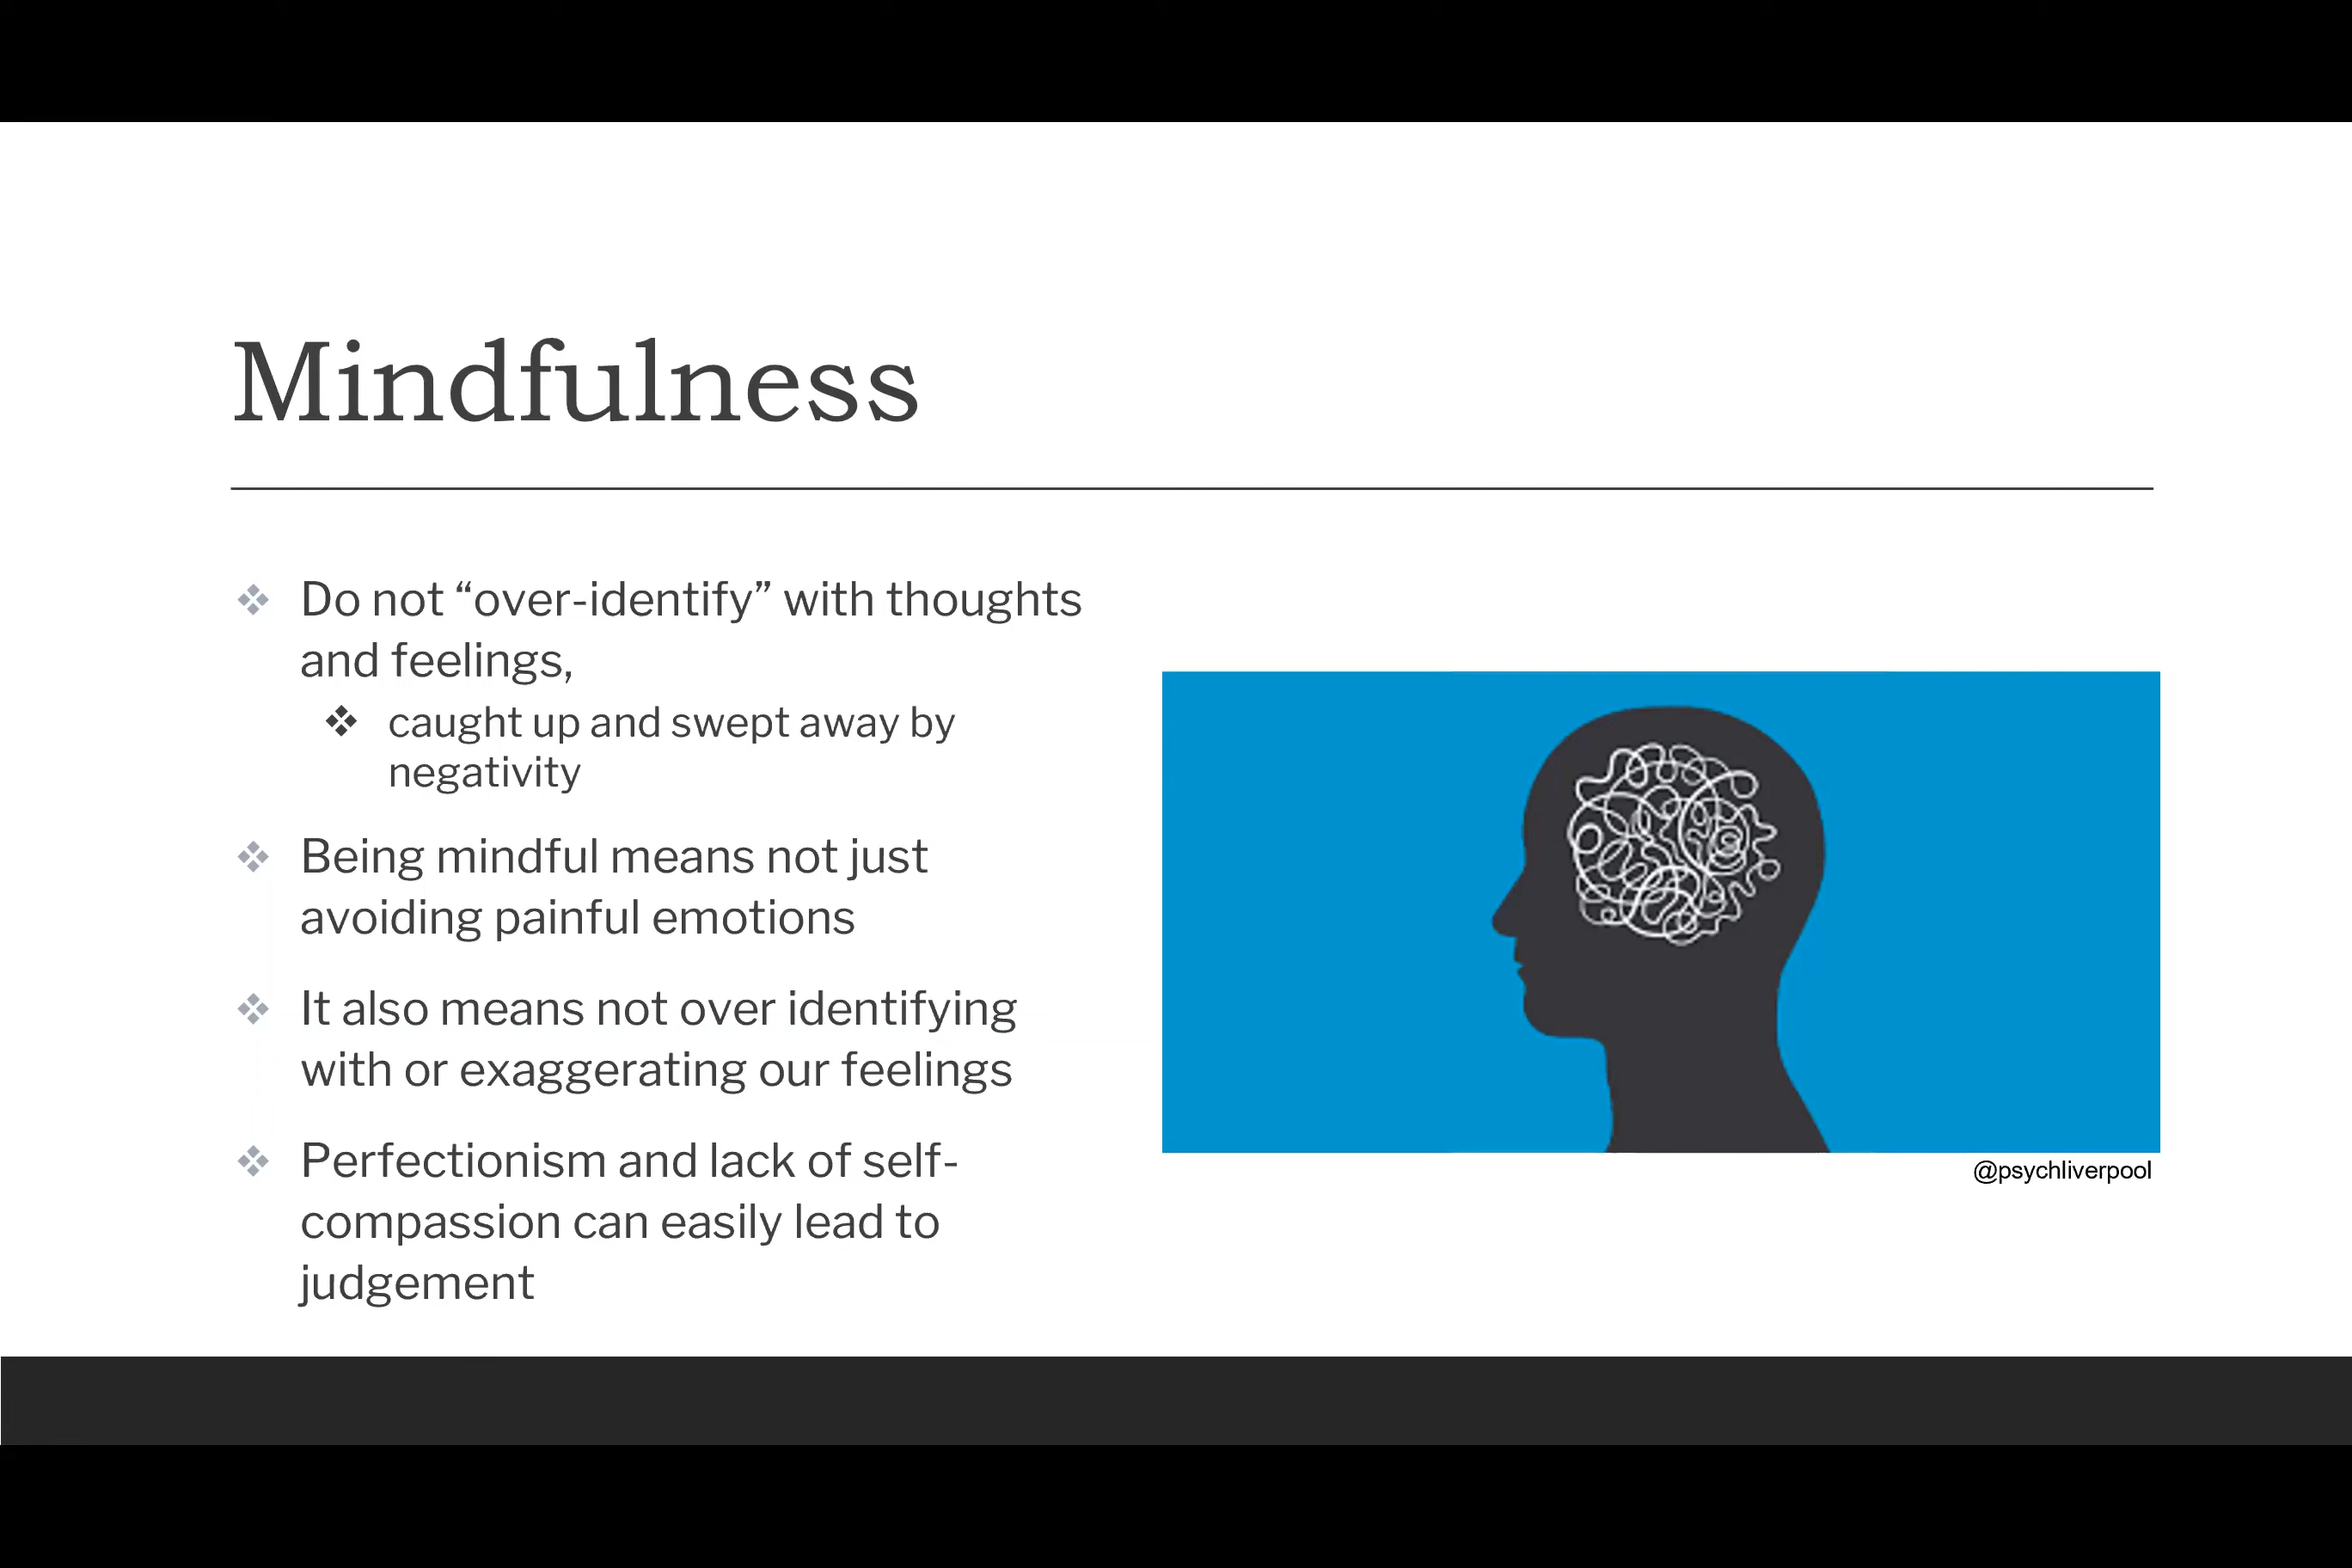 Mindfulness
Do not “over-identify” with thoughts
and feelings,
caught up and swept away by
negativity
Being mindful means not just
avoiding painful emotions
It also means not over identifying
with or exaggerating our feelings
Perfectionism and lack of self-
compassion can easily lead to
judgement
@psychliverpool